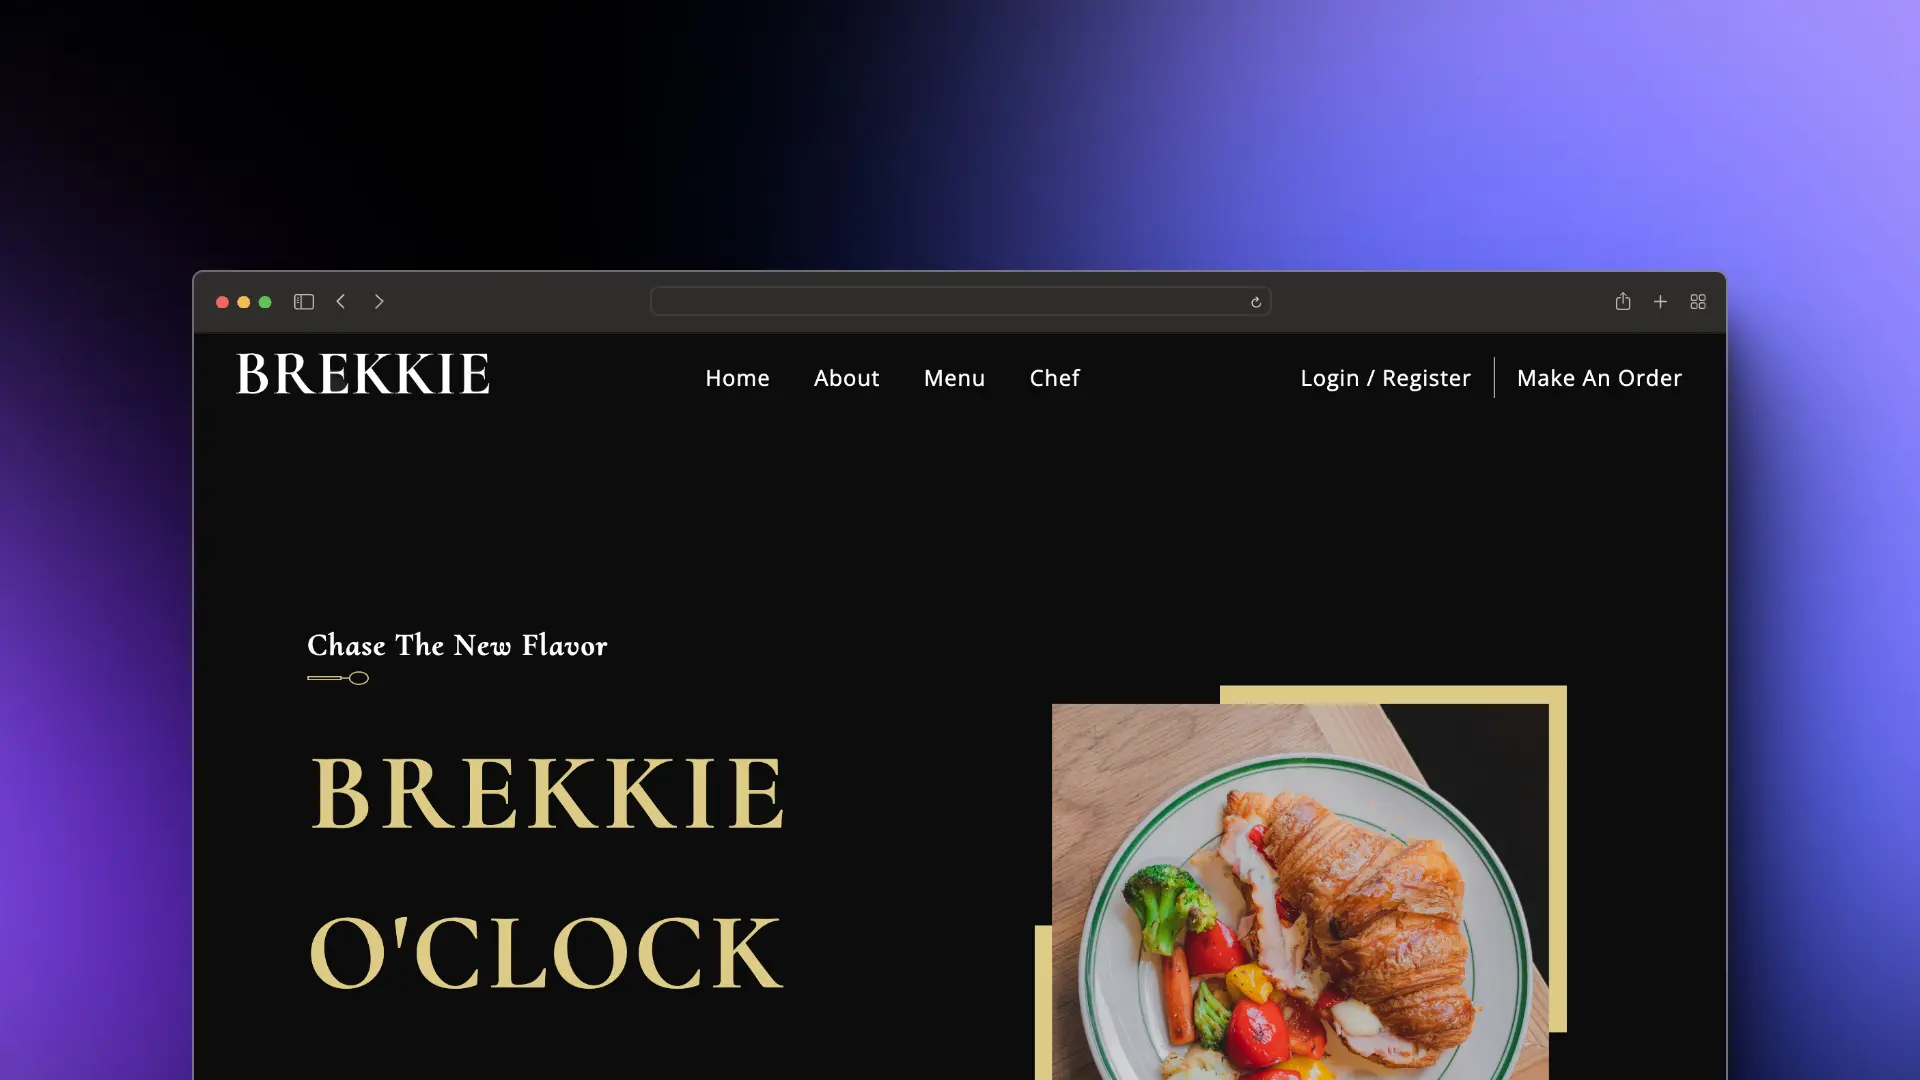 BREKKIE
Home About Menu Chef
Login / Register Make An Order
Chase The New Flavor
BREKKIE
O'CLOCK